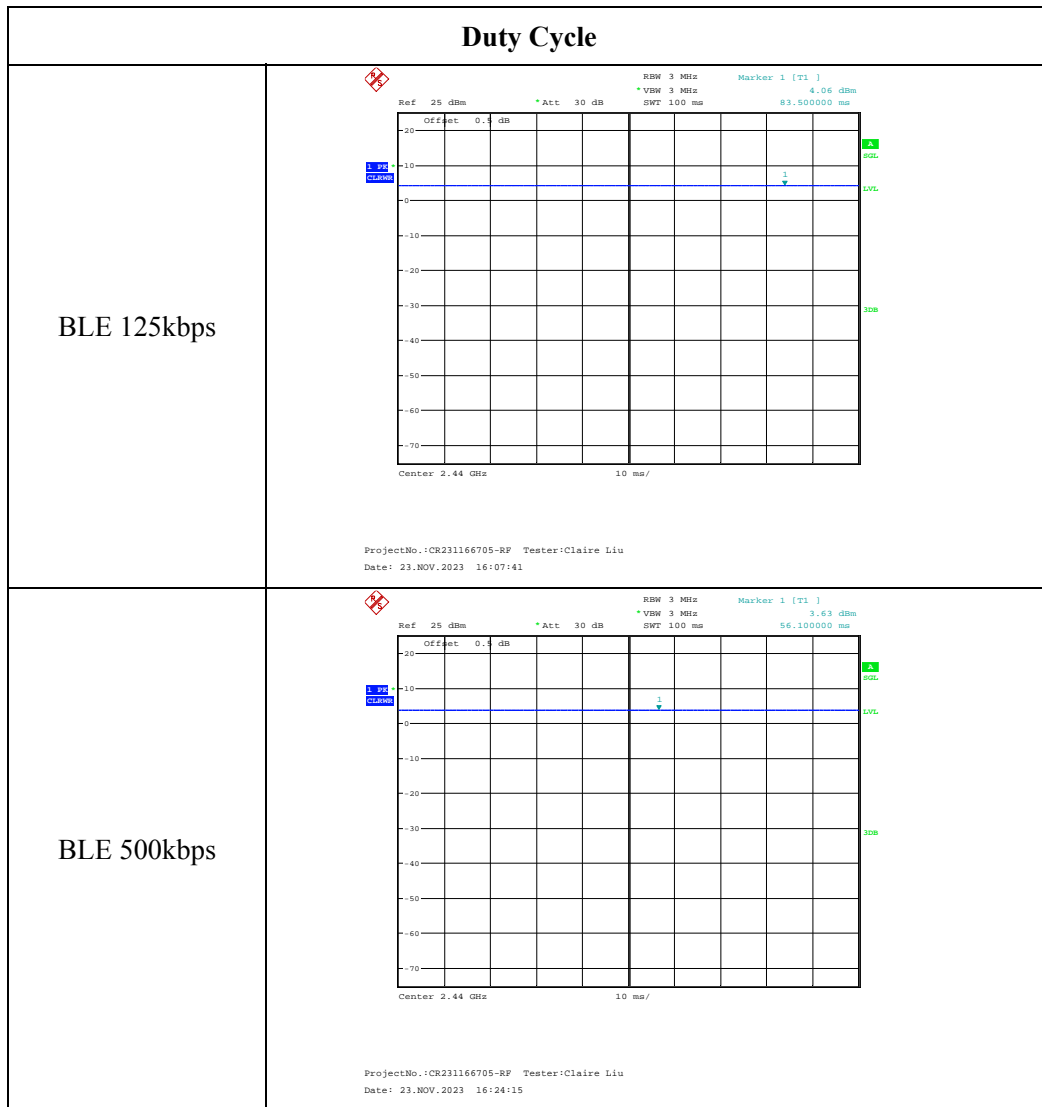 Duty Cycle
BLE 125kbps
R S
RBW 3 MHz Marker 1 [T1 ]
*VBW 3 MHz 4.06 dBm
Ref 25 dBm *Att 30 dB SWT 100 ms 83.500000 ms
Offset 0.5 dB
20
A
SGL
1 PK *
CLRWR
10
1
LVL
0
-10
-20
-30
3DB
-40
-50
-60
-70
Center 2.44 GHz 10 ms/
ProjectNo.:CR231166705-RF Tester:Claire Liu
Date: 23.NOV.2023 16:07:41
BLE 500kbps
R S
RBW 3 MHz Marker 1 [T1 ]
*VBW 3 MHz 3.63 dBm
Ref 25 dBm *Att 30 dB SWT 100 ms 56.100000 ms
Offset 0.5 dB
20
A
SGL
1 PK *
CLRWR
10
1
LVL
0
-10
-20
-30
3DB
-40
-50
-60
-70
Center 2.44 GHz 10 ms/
ProjectNo.:CR231166705-RF Tester:Claire Liu
Date: 23.NOV.2023 16:24:15